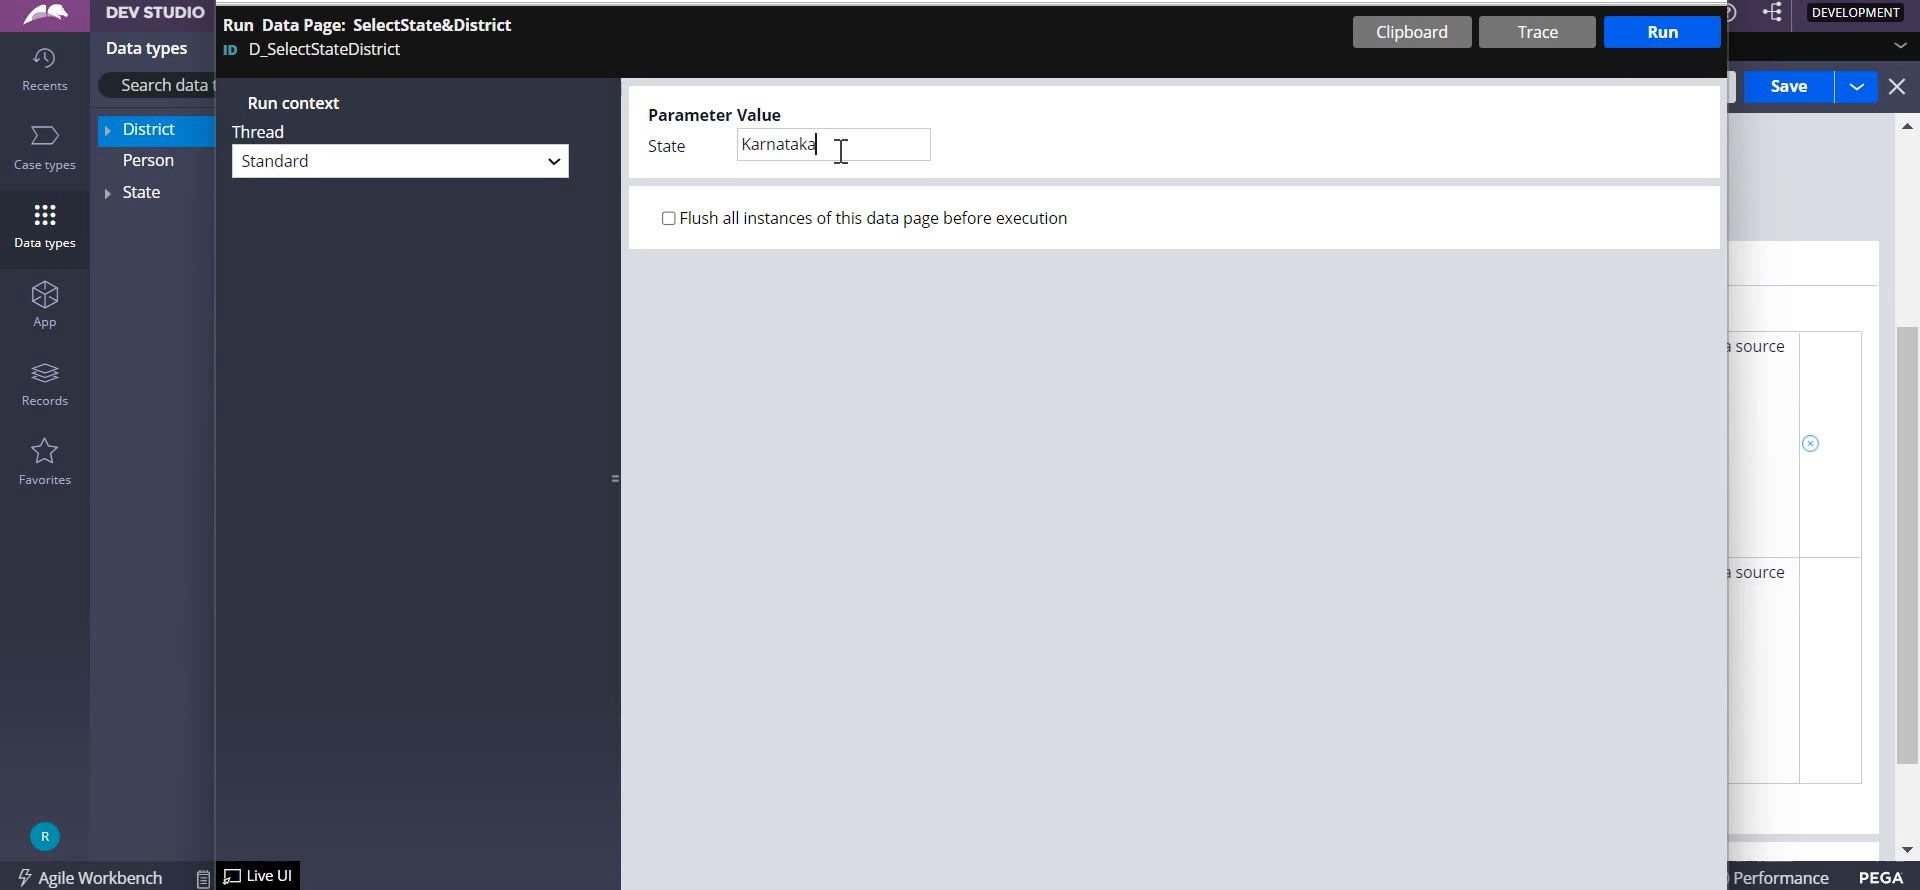 DEV STUDIO
Run Data Page: SelectState&District
ID D_SelectStateDistrict
Clipboard
Trace
Run
DEVELOPMENT
Recents
Case types
Data types
App
Records
Favorites
R
Data types
Search data
District
Person
State
Run context
Thread
Standard
Parameter Value
State Karnataka
Flush all instances of this data page before execution
Save
source
source
Agile Workbench
Live UI
Performance
PEGA